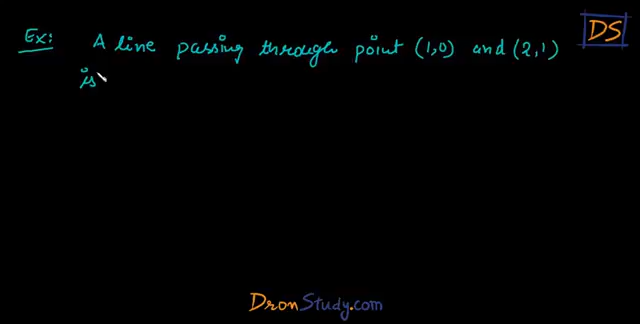 Ex: A line passing through point (1,0) and (2,1)
is
DS
DronStudy.com